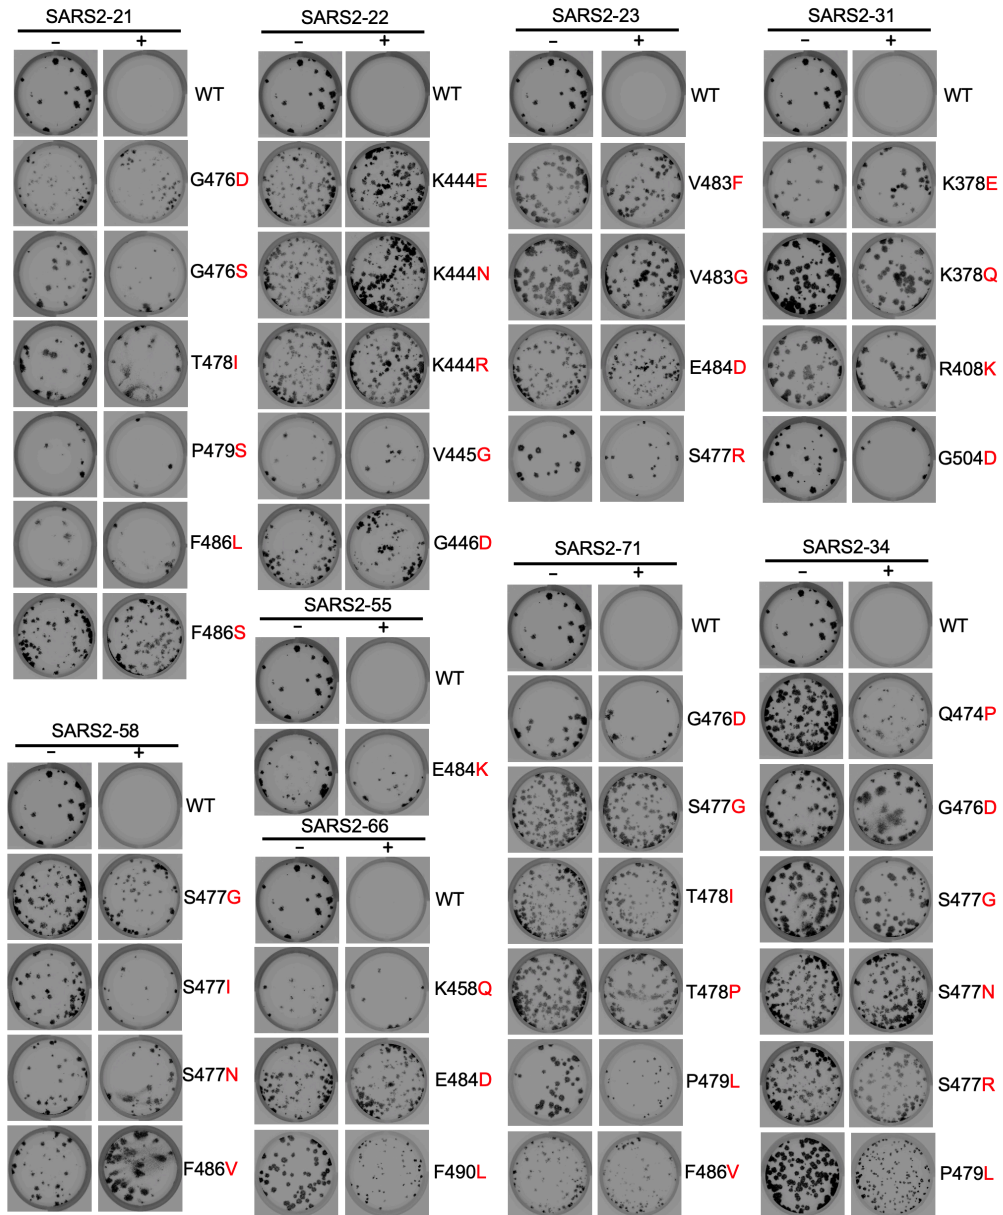 SARS2-21
– +
WT
G476D
G476S
T478I
P479S
F486L
F486S
SARS2-22
– +
WT
K444E
K444N
K444R
V445G
G446D
SARS2-23
– +
WT
V483F
V483G
E484D
S477R
SARS2-31
– +
WT
K378E
K378Q
R408K
G504D
SARS2-55
– +
WT
E484K
SARS2-71
– +
WT
G476D
S477G
T478I
T478P
P479L
F486V
SARS2-34
– +
WT
Q474P
G476D
S477G
S477N
S477R
P479L
SARS2-58
– +
WT
S477G
S477I
S477N
F486V
SARS2-66
– +
WT
K458Q
E484D
F490L